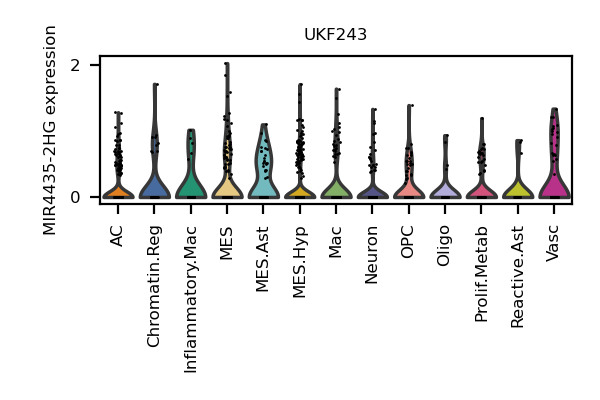 UKF243
MIR4435-2HG expression
2
0
AC
Chromatin.Reg
Inflammatory.Mac
MES
MES.Ast
MES.Hyp
Mac
Neuron
OPC
Oligo
Prolif.Metab
Reactive.Ast
Vasc